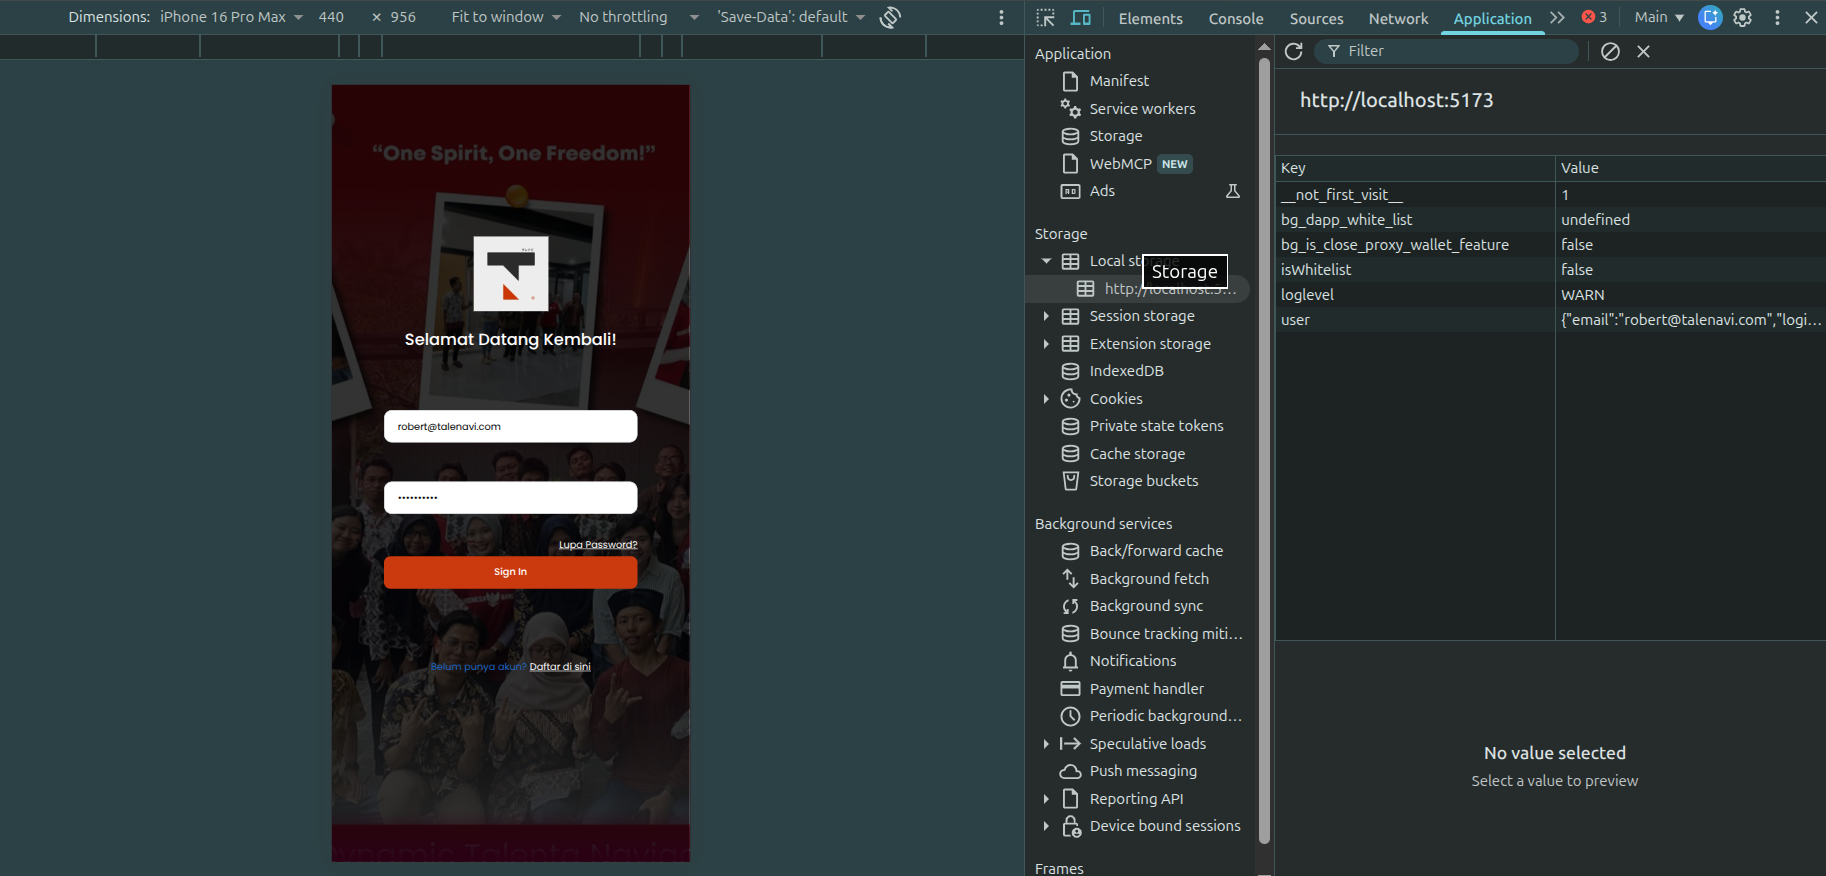 Dimensions: iPhone 16 Pro Max 440 × 956 Fit to window No throttling 'Save-Data': default
“One Spirit, One Freedom!”
Selamat Datang Kembali!
robert@talenavi.com
••••••••••
Lupa Password?
Sign In
Belum punya akun? Daftar di sini
Dynamic Talenta Naviga
Elements Console Sources Network Application 3 Main
Application
Manifest
Service workers
Storage
WebMCP NEW
Ads
Storage
Local storage
Storage
http://localhost:5…
Session storage
Extension storage
IndexedDB
Cookies
Private state tokens
Cache storage
Storage buckets
Background services
Back/forward cache
Background fetch
Background sync
Bounce tracking miti…
Notifications
Payment handler
Periodic background…
Speculative loads
Push messaging
Reporting API
Device bound sessions
Frames
Filter
http://localhost:5173
Key Value
__not_first_visit__ 1
bg_dapp_white_list undefined
bg_is_close_proxy_wallet_feature false
isWhitelist false
loglevel WARN
user {"email":"robert@talenavi.com","logi…
No value selected
Select a value to preview